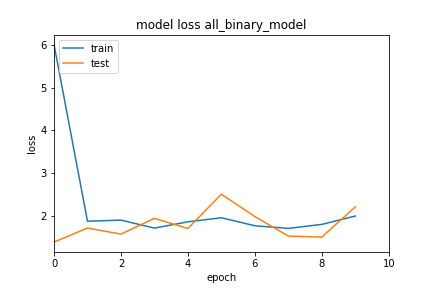 model loss all_binary_model
train
test
loss
6
5
4
3
2
0 2 4 6 8 10
epoch